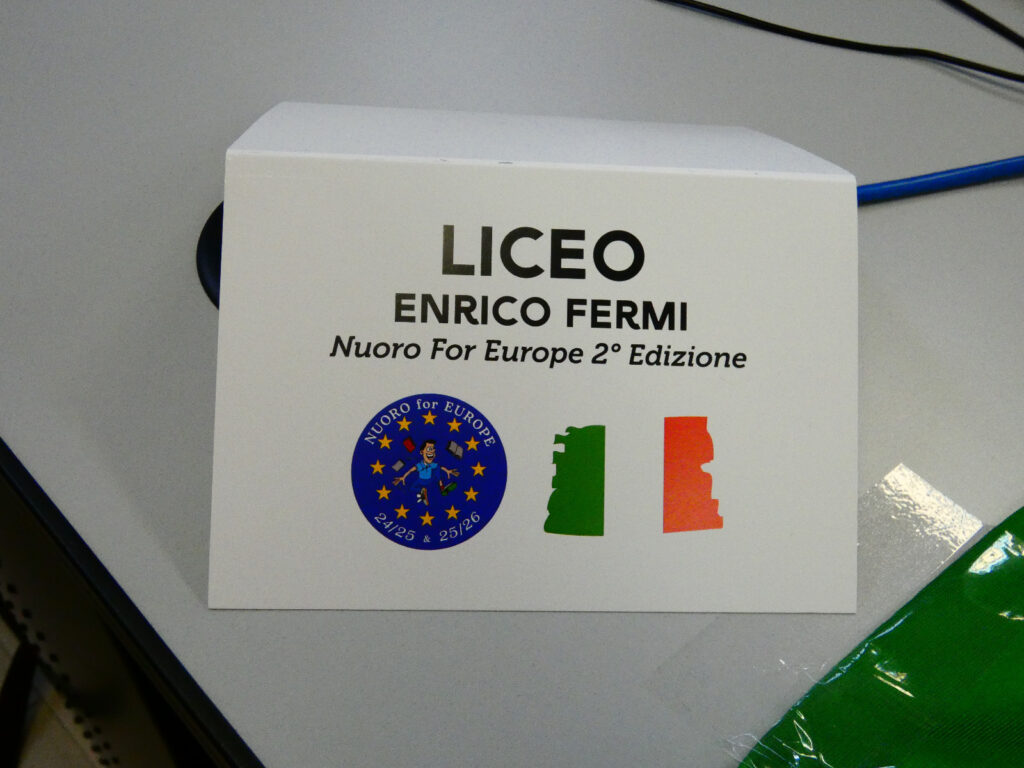 LICEO
ENRICO FERMI
Nuoro For Europe 2° Edizione
NUORO for EUROPE
24/25 & 25/26